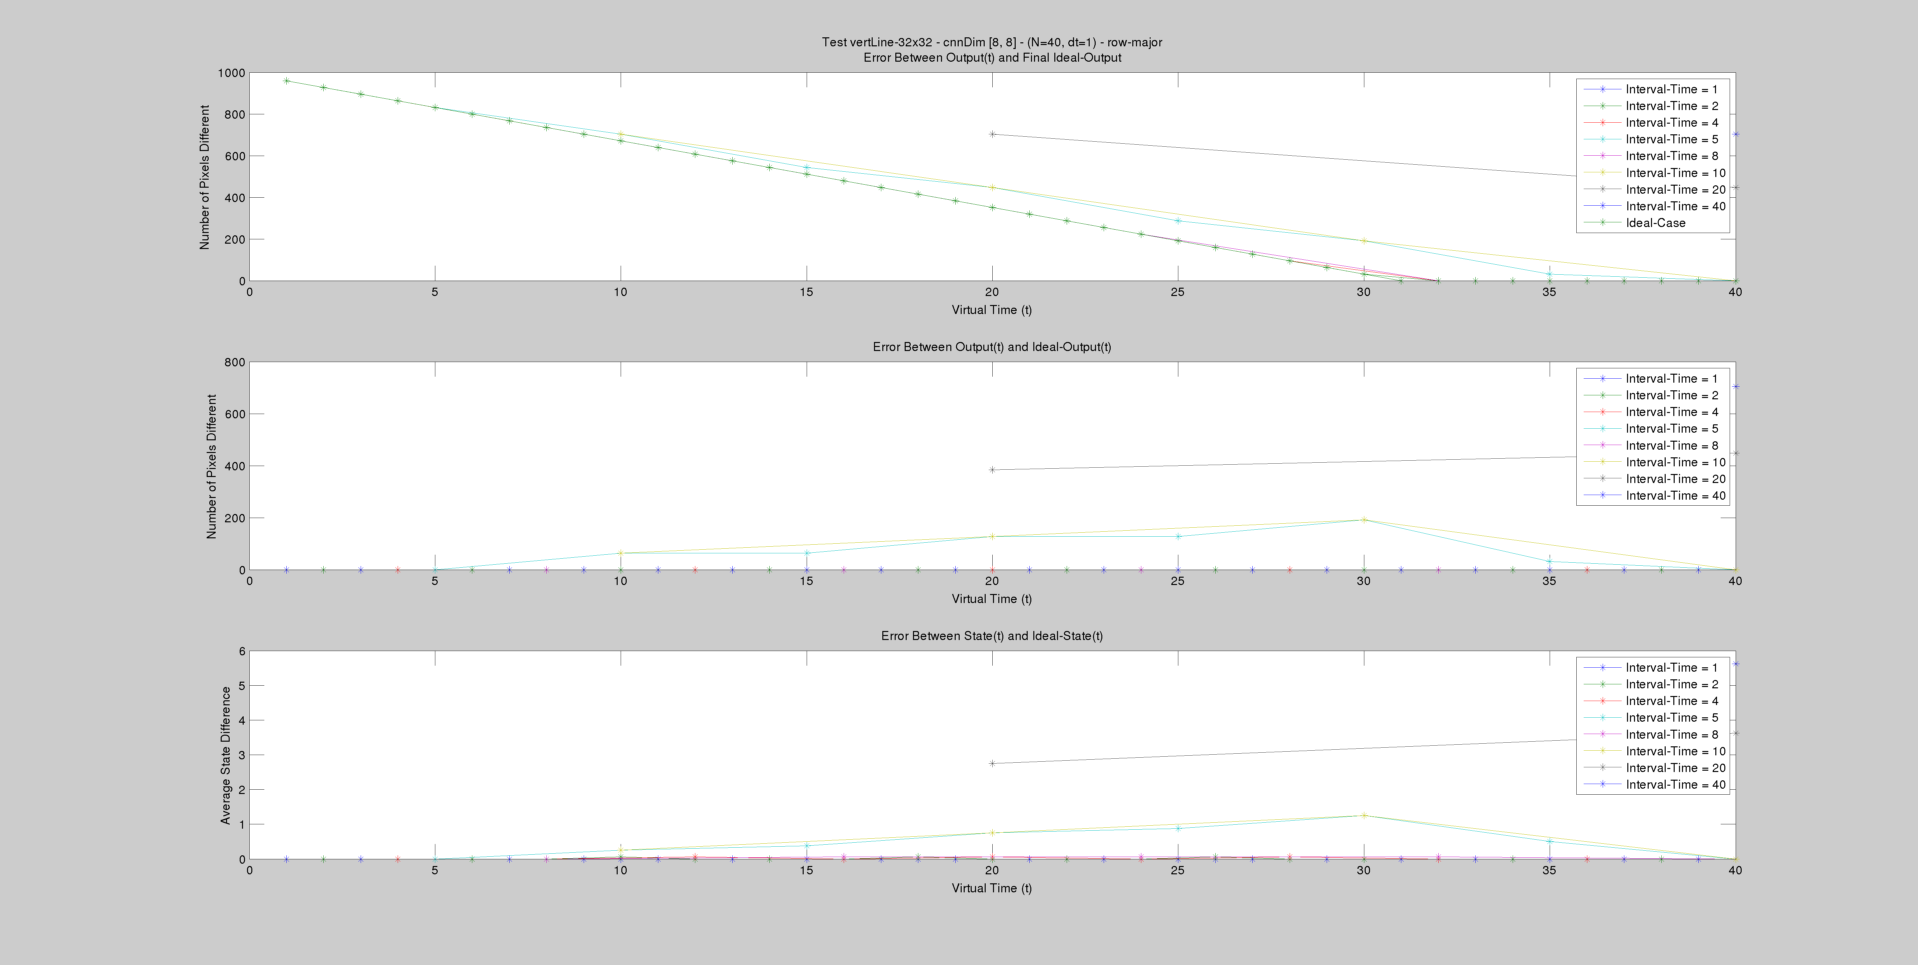 Test vertLine-32x32 - cnnDim [8, 8] - (N=40, dt=1) - row-major
Error Between Output(t) and Final Ideal-Output
Number of Pixels Different
1000
800
600
400
200
0
0 5 10 15 20 25 30 35 40
Virtual Time (t)
Interval-Time = 1
Interval-Time = 2
Interval-Time = 4
Interval-Time = 5
Interval-Time = 8
Interval-Time = 10
Interval-Time = 20
Interval-Time = 40
Ideal-Case
Error Between Output(t) and Ideal-Output(t)
Number of Pixels Different
800
600
400
200
0
0 5 10 15 20 25 30 35 40
Virtual Time (t)
Interval-Time = 1
Interval-Time = 2
Interval-Time = 4
Interval-Time = 5
Interval-Time = 8
Interval-Time = 10
Interval-Time = 20
Interval-Time = 40
Error Between State(t) and Ideal-State(t)
Average State Difference
6
5
4
3
2
1
0
0 5 10 15 20 25 30 35 40
Virtual Time (t)
Interval-Time = 1
Interval-Time = 2
Interval-Time = 4
Interval-Time = 5
Interval-Time = 8
Interval-Time = 10
Interval-Time = 20
Interval-Time = 40